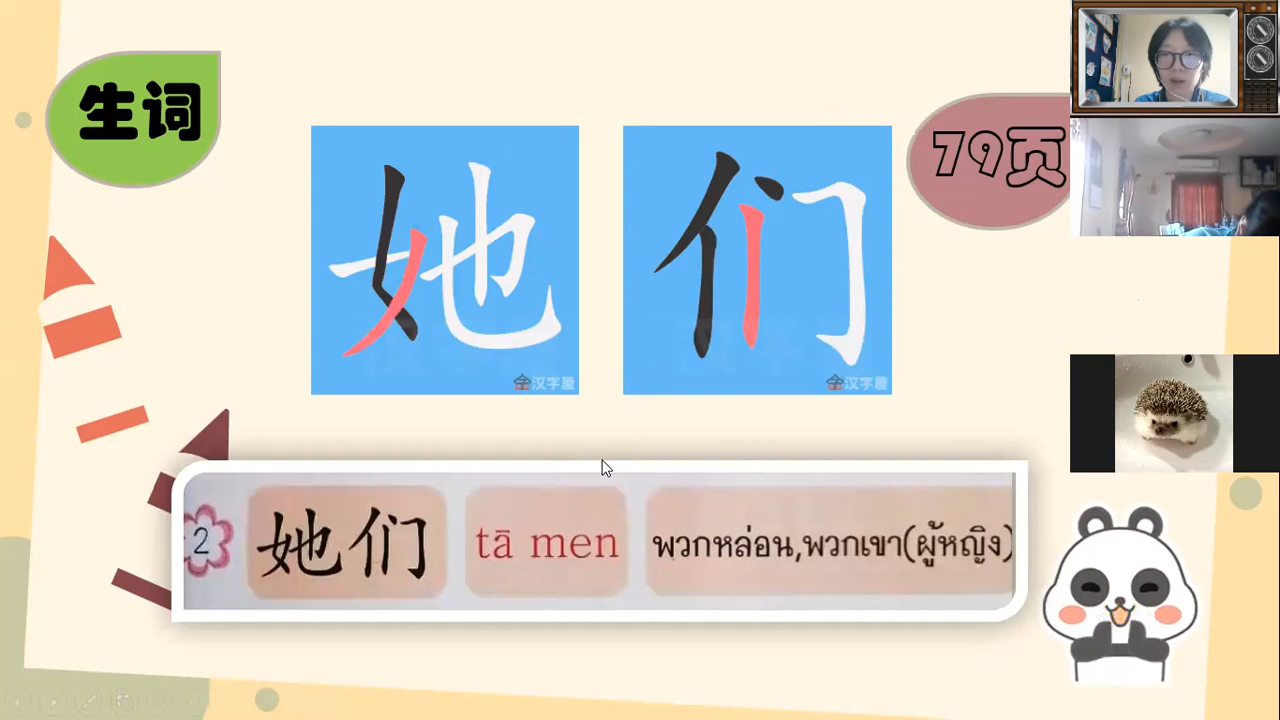 生词
79页
她们
汉字屋
汉字屋
2 她们 tā men พวกหล่อน,พวกเขา(ผู้หญิง)